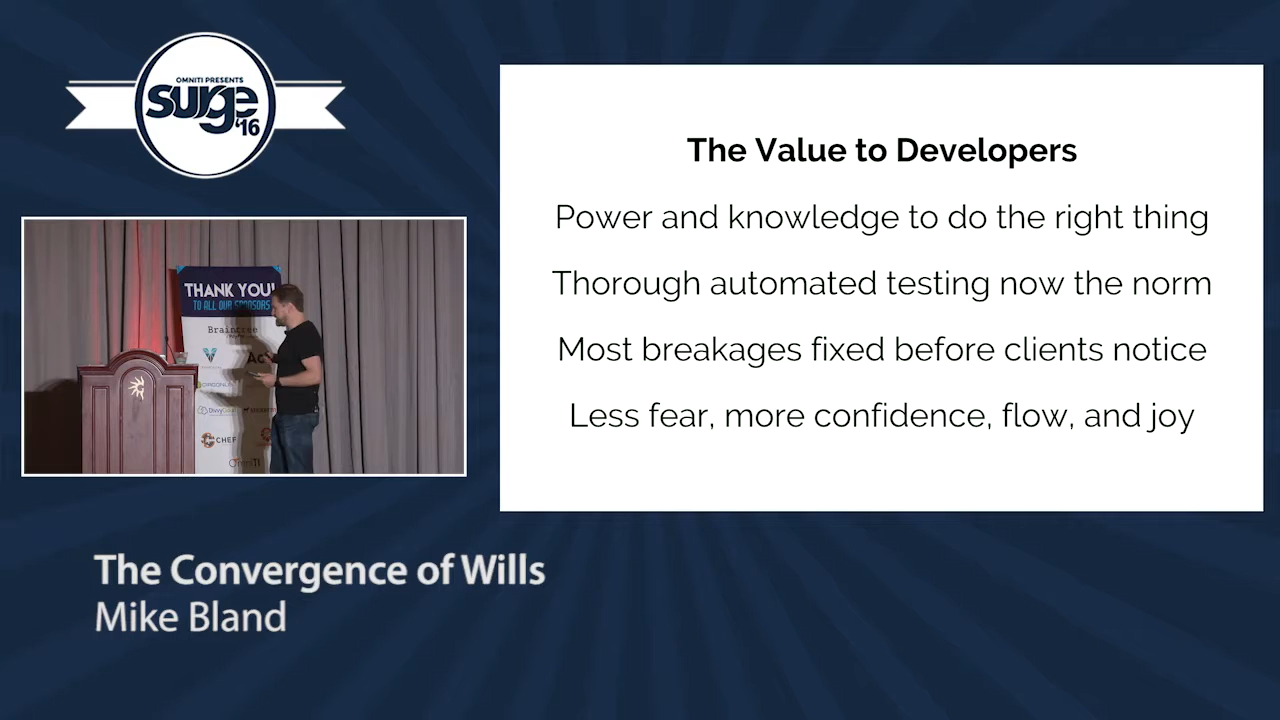 OMNITI PRESENTS
surge
'16
The Value to Developers
Power and knowledge to do the right thing
Thorough automated testing now the norm
Most breakages fixed before clients notice
Less fear, more confidence, flow, and joy
THANK YOU!
TO ALL OUR SPONSORS
Braintree
CHEF
OmniTI
The Convergence of Wills
Mike Bland